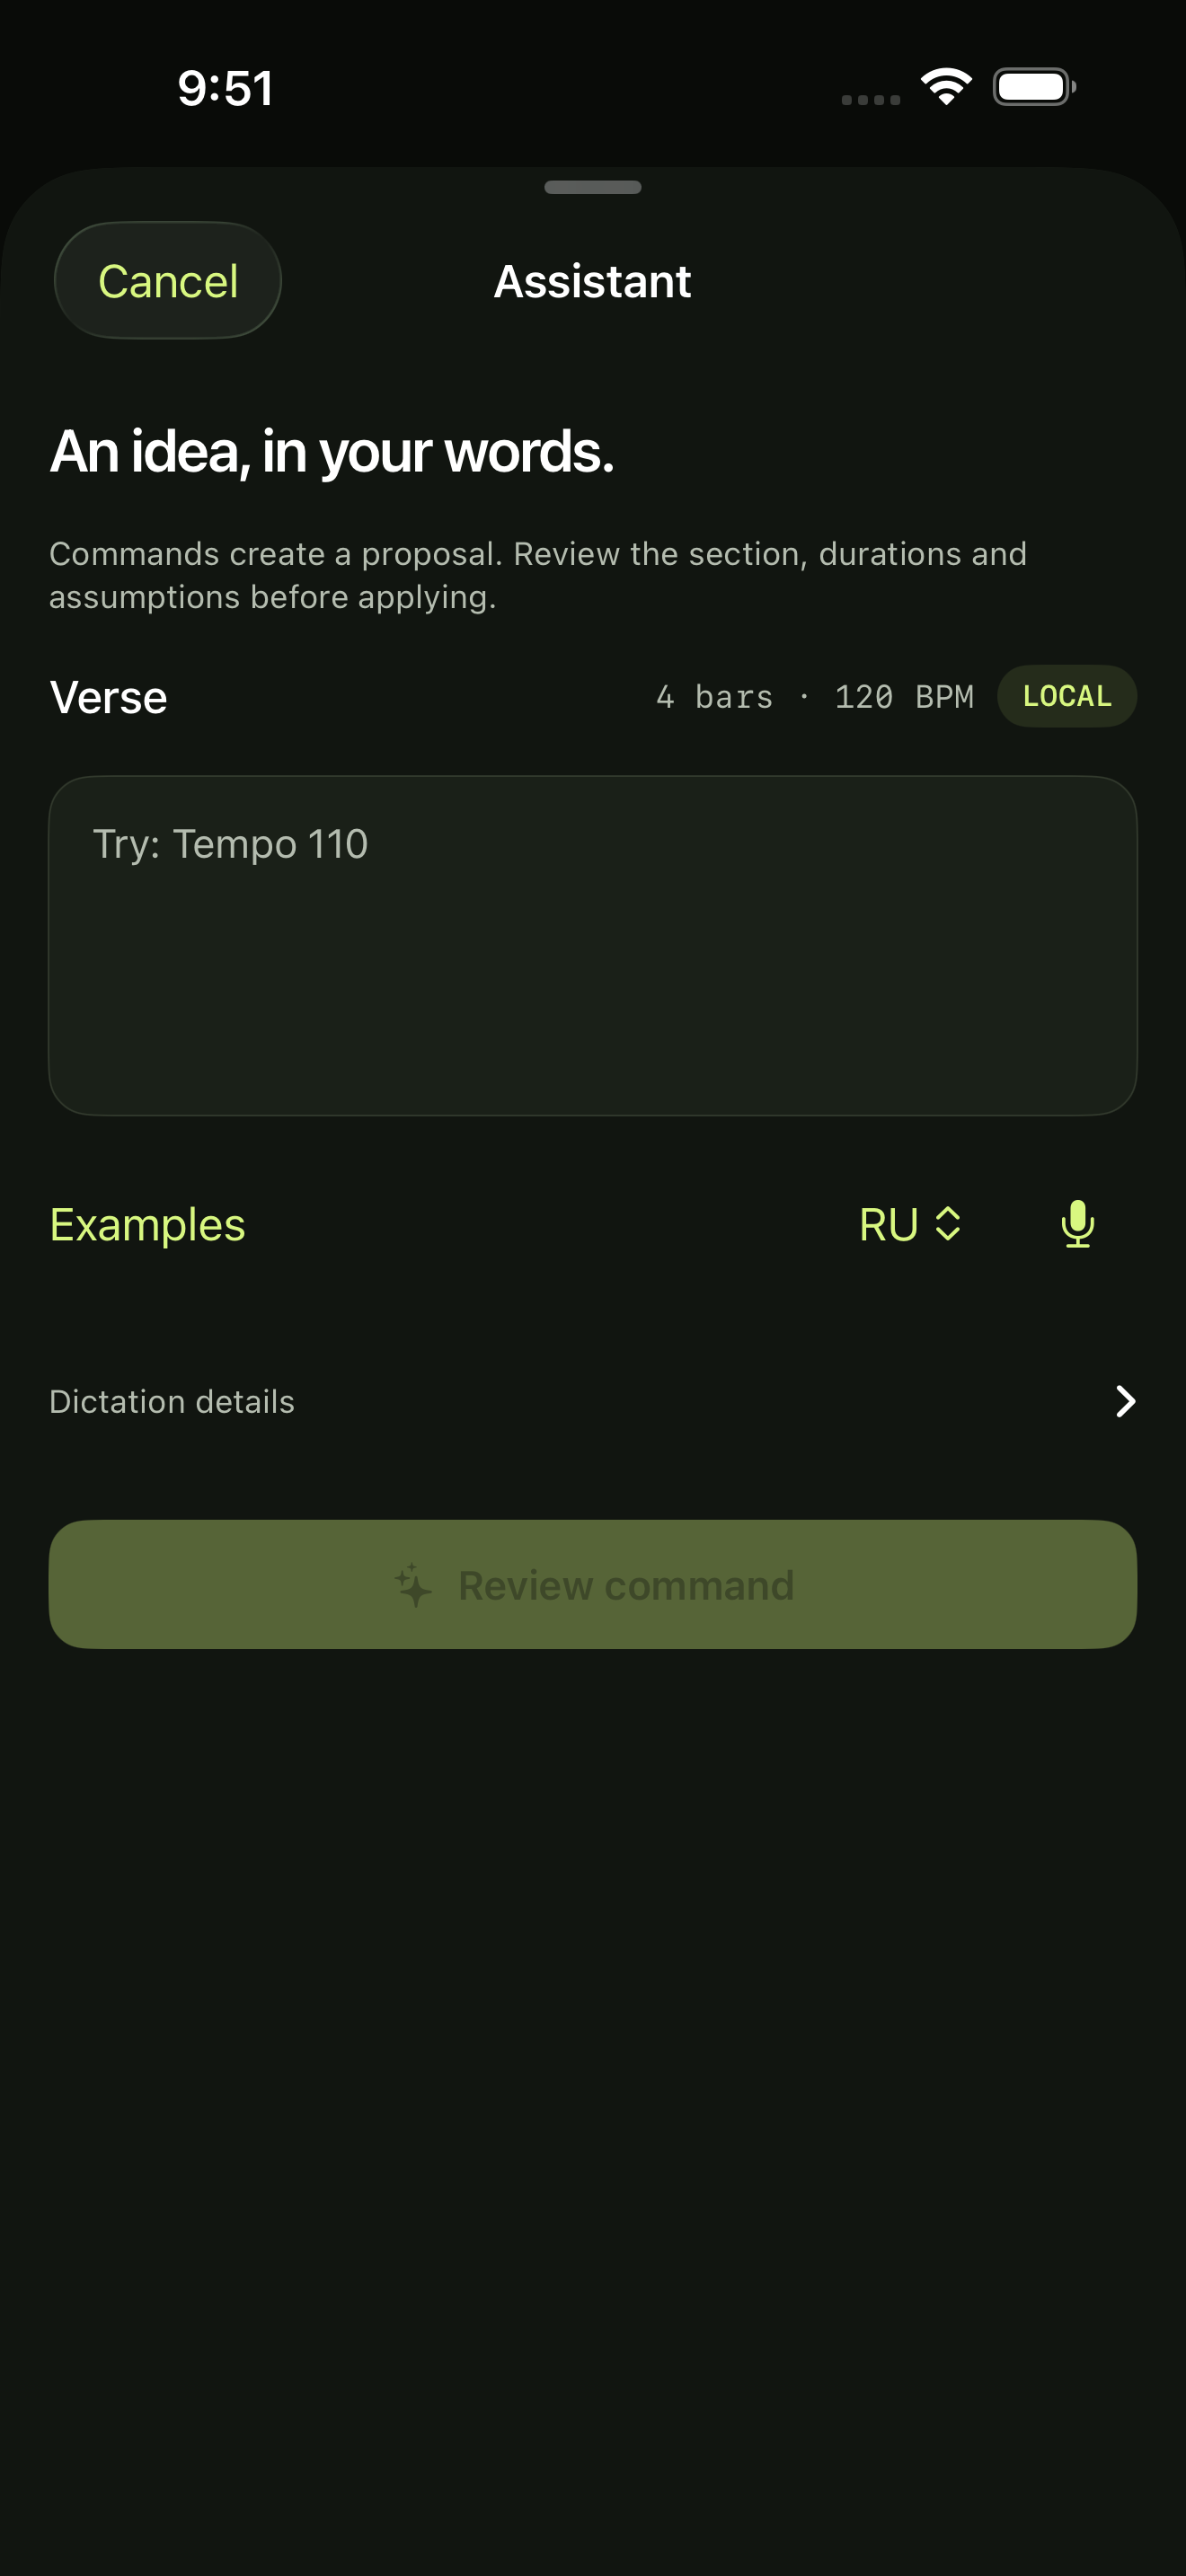 9:51
Cancel
Assistant
An idea, in your words.
Commands create a proposal. Review the section, durations and
assumptions before applying.
Verse 4 bars · 120 BPM LOCAL
Try: Tempo 110
Examples RU
Dictation details
Review command